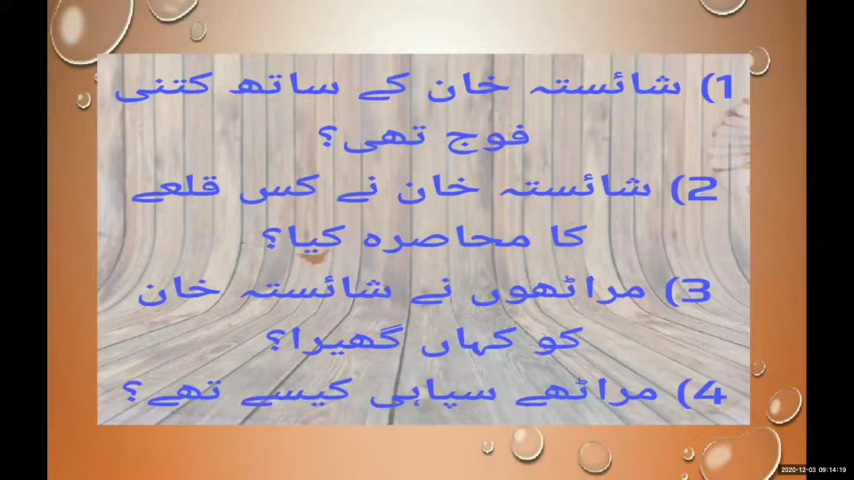 1) شائستہ خان کے ساتھ کتنی
فوج تھی؟
2) شائستہ خان نے کس قلعے
کا محاصرہ کیا؟
3) مراٹھوں نے شائستہ خان
کو کہاں گھیرا؟
4) مراٹھے سپاہی کیسے تھے؟
2020-12-03 09:14:19